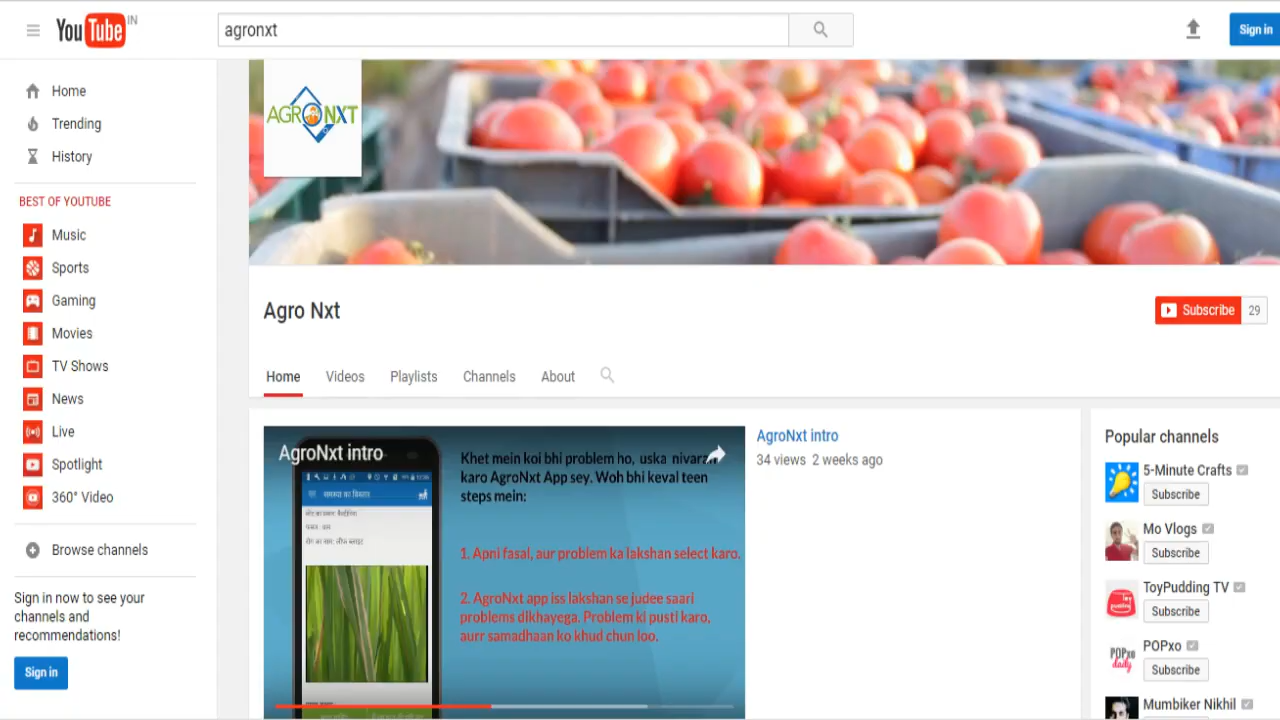 YouTube IN
agronxt
Sign in
Home
Trending
History
BEST OF YOUTUBE
Music
Sports
Gaming
Movies
TV Shows
News
Live
Spotlight
360° Video
Browse channels
Sign in now to see your
channels and
recommendations!
Sign in
AGRONXT
Agro Nxt
Subscribe 29
Home Videos Playlists Channels About
AgroNxt intro
समस्या का विस्तार
Khet mein koi bhi problem ho, uska nivaran
karo AgroNxt App sey. Woh bhi keval teen
steps mein:
1. Apni fasal, aur problem ka lakshan select karo.
2. AgroNxt app iss lakshan se judee saari
problems dikhayega. Problem ki pusti karo,
aurr samadhaan ko khud chun loo.
AgroNxt intro
34 views 2 weeks ago
Popular channels
5-Minute Crafts
Subscribe
Mo Vlogs
Subscribe
ToyPudding TV
Subscribe
POPxo daily
POPxo
Subscribe
Mumbiker Nikhil